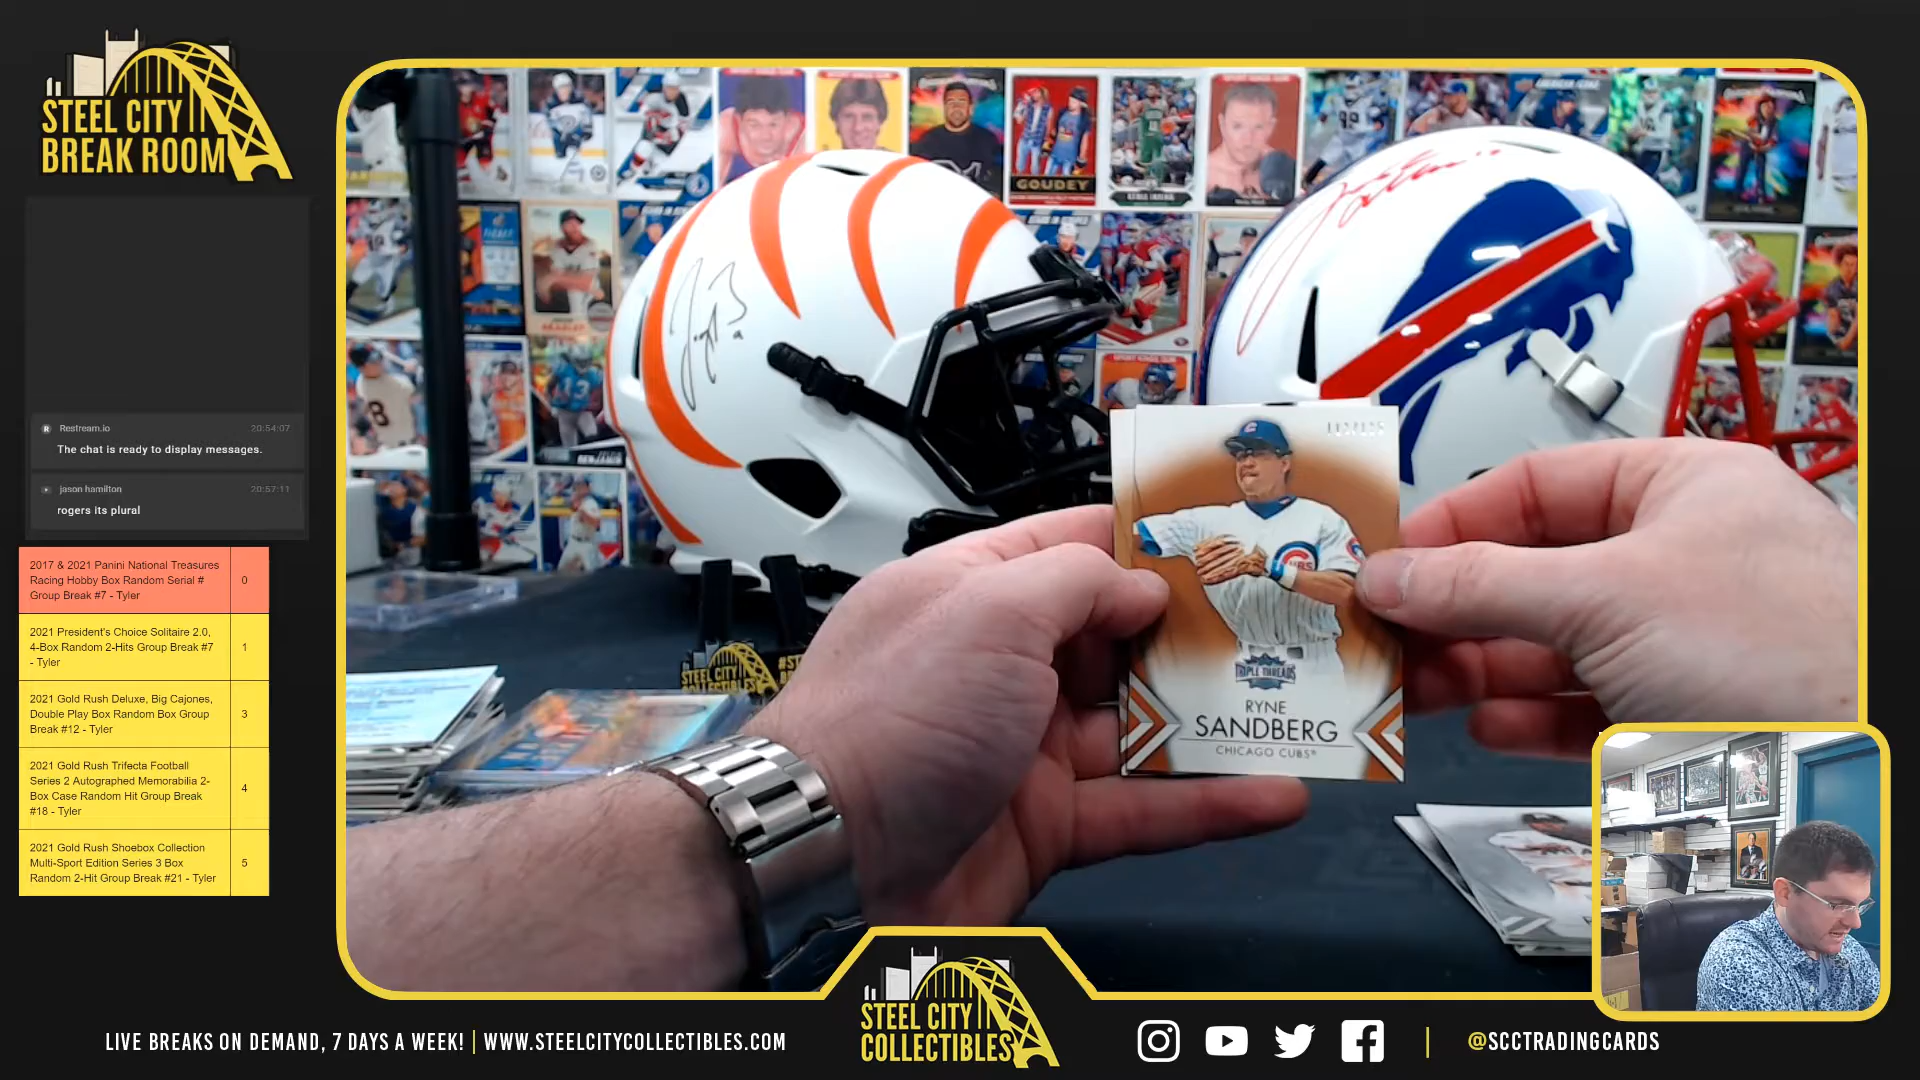 STEEL CITY
BREAK ROOM
Restream.io 20:54:07
The chat is ready to display messages.
jason hamilton 20:57:11
rogers its plural
2017 & 2021 Panini National Treasures
Racing Hobby Box Random Serial # 0
Group Break #7 - Tyler
2021 President's Choice Solitaire 2.0,
4-Box Random 2-Hits Group Break #7 1
- Tyler
2021 Gold Rush Deluxe, Big Cajones,
Double Play Box Random Box Group 3
Break #12 - Tyler
2021 Gold Rush Trifecta Football
Series 2 Autographed Memorabilia 2-
Box Case Random Hit Group Break 4
#18 - Tyler
2021 Gold Rush Shoebox Collection
Multi-Sport Edition Series 3 Box 5
Random 2-Hit Group Break #21 - Tyler
GOUDEY
STEEL CITY
COLLECTIBLES
CUBS
TRIPLE THREADS
RYNE
SANDBERG
CHICAGO CUBS®
LIVE BREAKS ON DEMAND, 7 DAYS A WEEK! | WWW.STEELCITYCOLLECTIBLES.COM
STEEL CITY
COLLECTIBLES
@SCCTRADINGCARDS